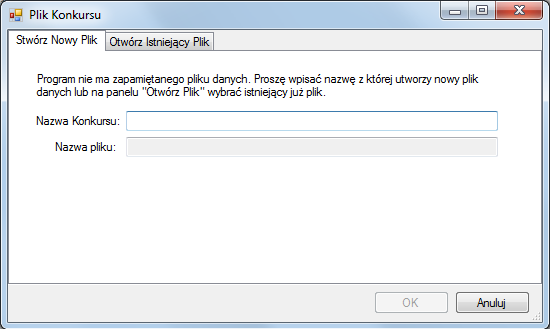 Plik Konkursu
Stwórz Nowy Plik Otwórz Istniejący Plik
Program nie ma zapamiętanego pliku danych. Proszę wpisać nazwę z której utworzy nowy plik
danych lub na panelu "Otwórz Plik" wybrać istniejący już plik.
Nazwa Konkursu:
Nazwa pliku:
OK Anuluj